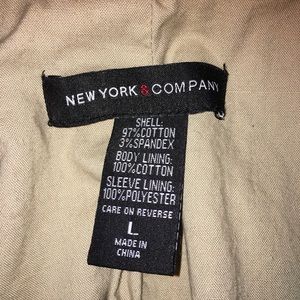 NEW YORK & COMPANY
SHELL:
97%COTTON
3%SPANDEX
BODY LINING:
100%COTTON
SLEEVE LINING:
100%POLYESTER
CARE ON REVERSE
L
MADE IN
CHINA